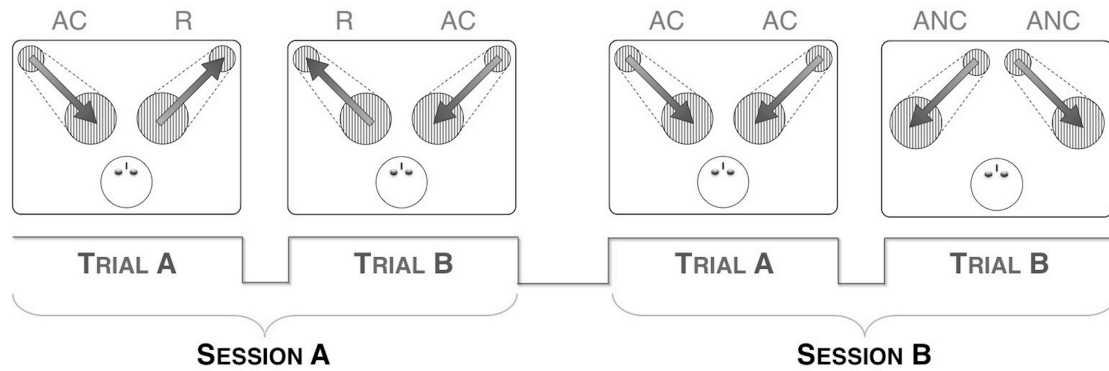 AC R R AC AC AC ANC ANC
TRIAL A TRIAL B TRIAL A TRIAL B
SESSION A SESSION B